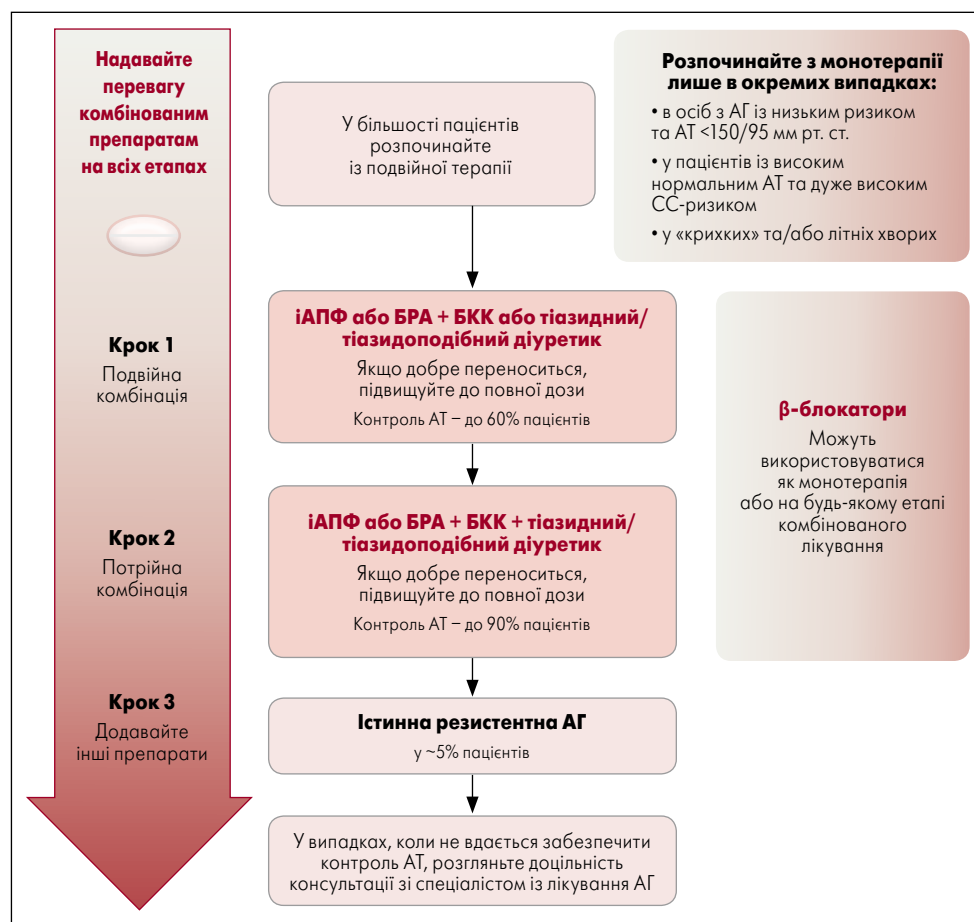 Надавайте
перевагу
комбінованим
препаратам
на всіх етапах
Крок 1
Подвійна
комбінація
Крок 2
Потрійна
комбінація
Крок 3
Додавайте
інші препарати
У більшості пацієнтів
розпочинайте
із подвійної терапії
іАПФ або БРА + БКК або тіазидний/
тіазидоподібний діуретик
Якщо добре переноситься,
підвищуйте до повної дози
Контроль АТ – до 60% пацієнтів
іАПФ або БРА + БКК + тіазидний/
тіазидоподібний діуретик
Якщо добре переноситься,
підвищуйте до повної дози
Контроль АТ – до 90% пацієнтів
Істинна резистентна АГ
у ~5% пацієнтів
У випадках, коли не вдається забезпечити
контроль АТ, розгляньте доцільність
консультації зі спеціалістом із лікування АГ
Розпочинайте з монотерапії
лише в окремих випадках:
• в осіб з АГ із низьким ризиком
та АТ <150/95 мм рт. ст.
• у пацієнтів із високим
нормальним АТ та дуже високим
СС-ризиком
• у «крихких» та/або літніх хворих
β-блокатори
Можуть
використовуватися
як монотерапія
або на будь-якому етапі
комбінованого
лікування